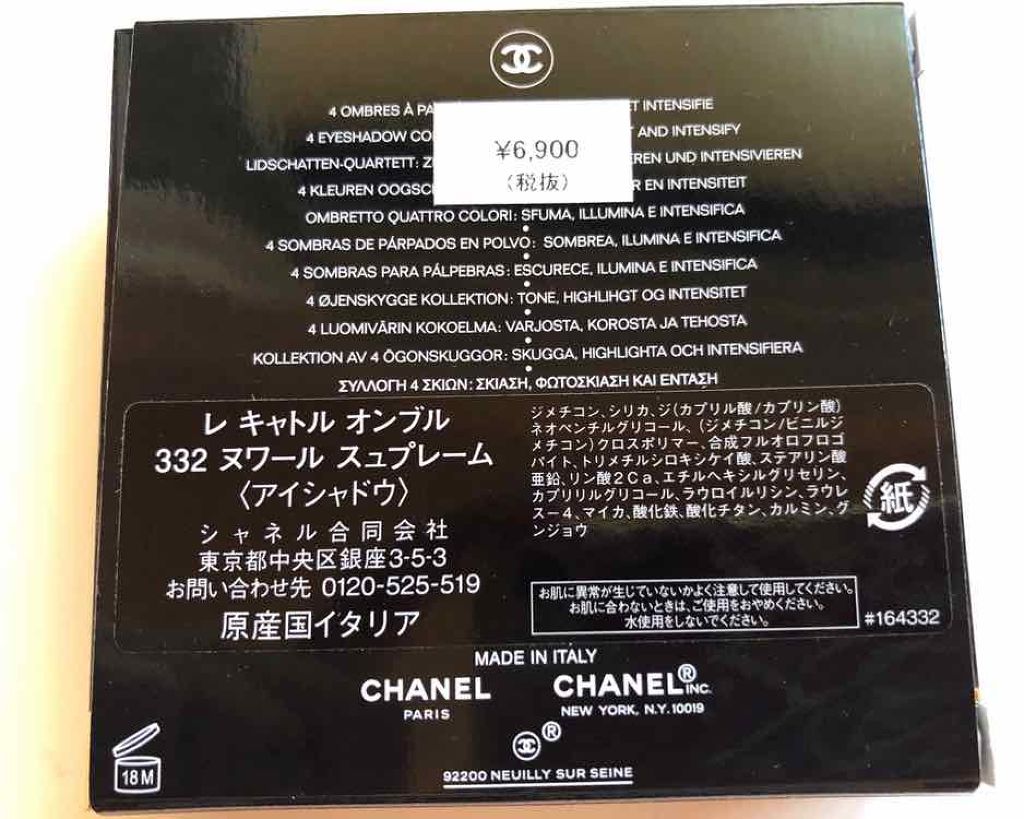 4 OMBRES À ET INTENSIFIE
4 EYESHADOW AND INTENSIFY
LIDSCHATTEN-QUARTETT: UND INTENSIVIEREN
4 KLEUREN EN INTENSITEIT
¥6,900
(税抜)
OMBRETTO QUATTRO COLORI: SFUMA, ILLUMINA E INTENSIFICA
4 SOMBRAS DE PÁRPADOS EN POLVO: SOMBREA, ILUMINA E INTENSIFICA
4 SOMBRAS PARA PÁLPEBRAS: ESCURECE, ILUMINA E INTENSIFICA
4 ØJENSKYGGE KOLLEKTION: TONE, HIGHLIHGT OG INTENSITET
4 LUOMIVÄRIN KOKOELMA: VARJOSTA, KOROSTA JA TEHOSTA
KOLLEKTION AV 4 ÖGONSKUGGOR: SKUGGA, HIGHLIGHTA OCH INTENSIFIERA
ΣΥΛΛΟΓΗ 4 ΣΚΙΩΝ: ΣΚΙΑΣΗ, ΦΩΤΟΣΚΙΑΣΗ ΚΑΙ ΕΝΤΑΣΗ
レ キャトル オンブル
332 ヌワール スュプレーム
〈アイシャドウ〉
シャネル合同会社
東京都中央区銀座3-5-3
お問い合わせ先 0120-525-519
原産国イタリア
ジメチコン、シリカ、ジ(カプリル酸/カプリン酸)
ネオペンチルグリコール、(ジメチコン/ビニルジ
メチコン)クロスポリマー、合成フルオロフロゴ
パイト、トリメチルシロキシケイ酸、ステアリン酸
亜鉛、リン酸2Ca、エチルヘキシルグリセリン、
カプリリルグリコール、ラウロイルリシン、ラウレ
ス-4、マイカ、酸化鉄、酸化チタン、カルミン、グ
ンジョウ
紙
お肌に異常が生じていないかよく注意して使用してください。
お肌に合わないときは、ご使用をおやめください。
水使用をしないでください。
#164332
MADE IN ITALY
CHANEL
PARIS
CHANEL® INC.
NEW YORK, N.Y. 10019
®
92200 NEUILLY SUR SEINE
18 M